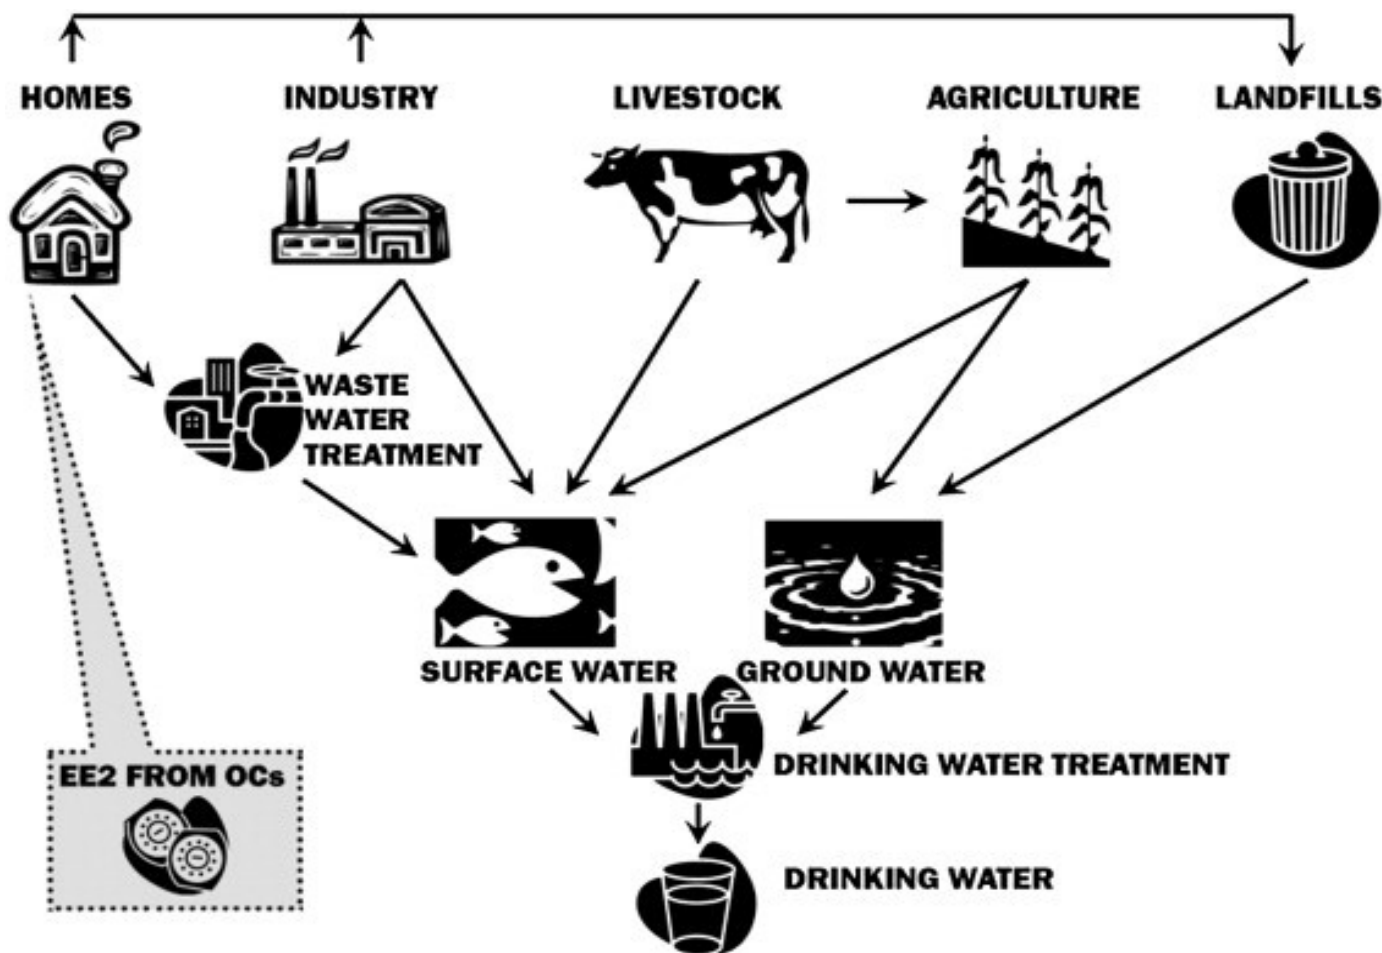 HOMES
INDUSTRY
LIVESTOCK
AGRICULTURE
LANDFILLS
WASTE
WATER
TREATMENT
SURFACE WATER
GROUND WATER
EE2 FROM OCs
DRINKING WATER TREATMENT
DRINKING WATER